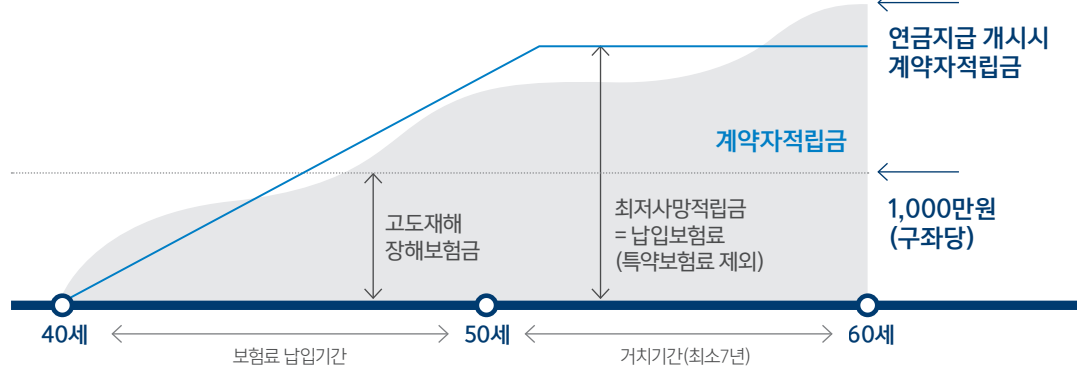 연금지급 개시시
계약자적립금
계약자적립금
1,000만원
(구좌당)
고도재해
장해보험금
최저사망적립금
= 납입보험료
(특약보험료 제외)
40세
50세
60세
보험료 납입기간
거치기간(최소7년)